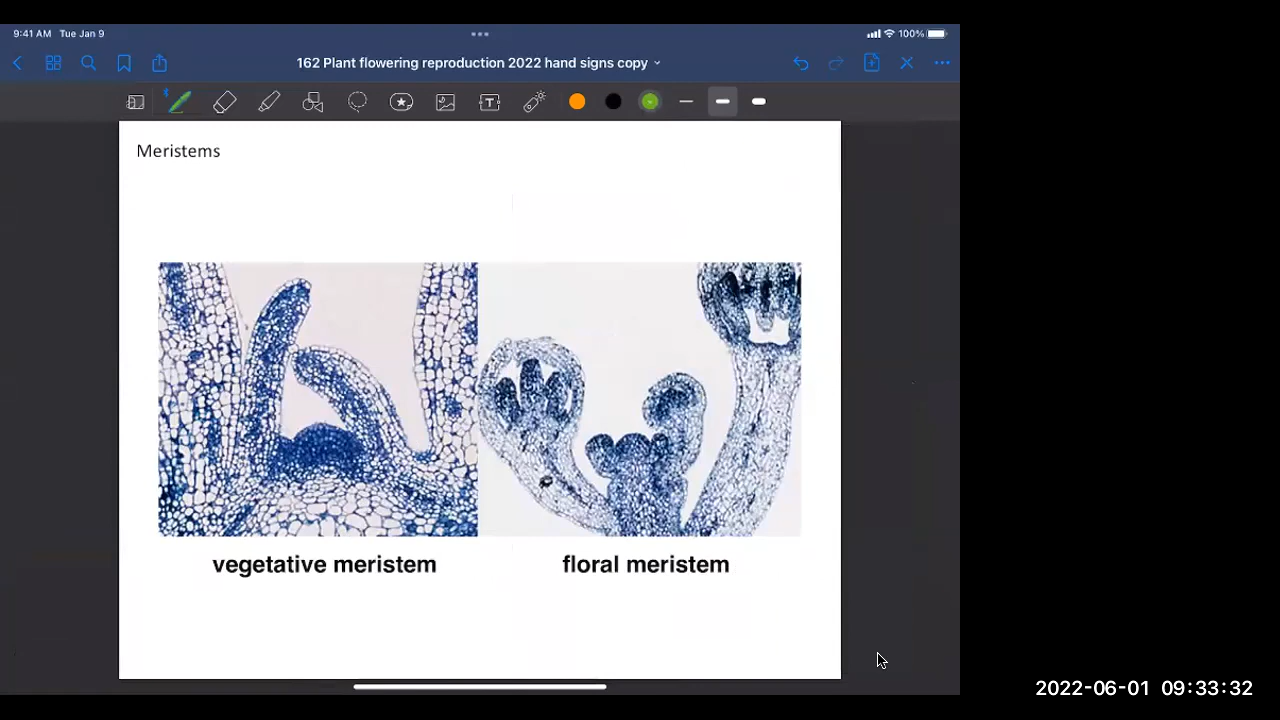 9:41 AM Tue Jan 9
100%
162 Plant flowering reproduction 2022 hand signs copy
T
Meristems
vegetative meristem
floral meristem
2022-06-01 09:33:32